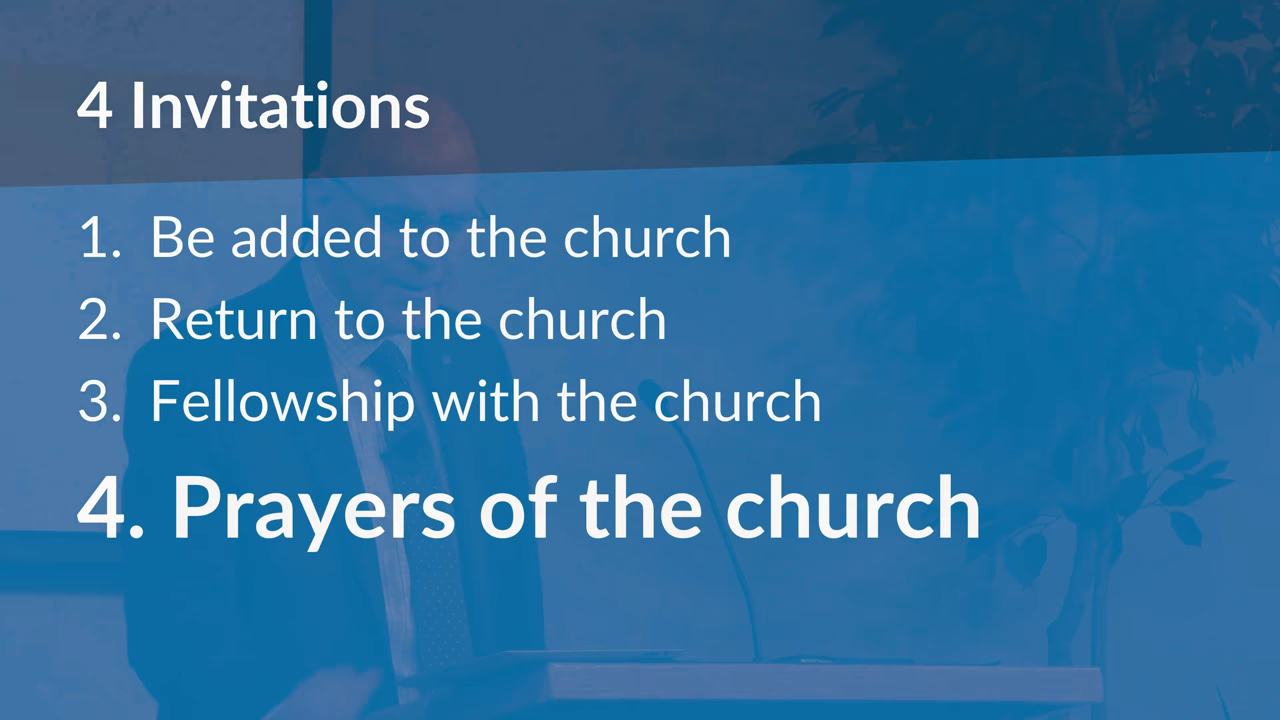 4 Invitations
1. Be added to the church
2. Return to the church
3. Fellowship with the church
4. Prayers of the church